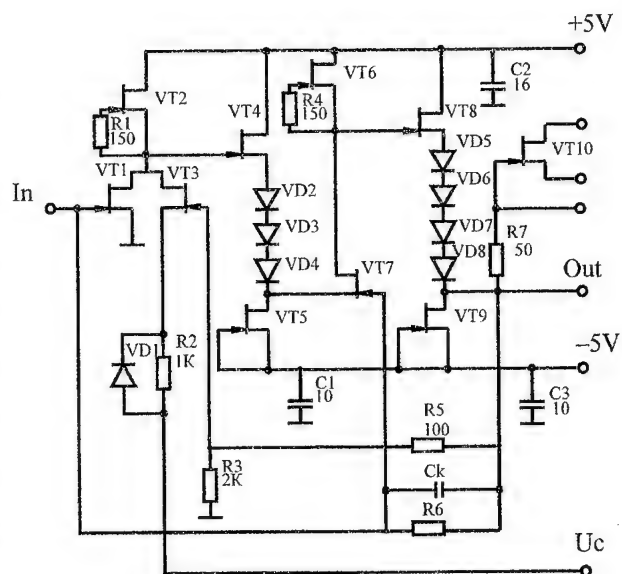 +5V
VT2
VT4
VT6
C2
16
R4
150
VT8
R1
150
VD5
VT10
VT1
VT3
VD6
In
VD2
VD7
R7
50
VD3
VD8
VD4
VT7
Out
VT5
VT9
VD1
R2
1K
–5V
C1
10
C3
10
R5
100
R3
2K
Ck
R6
Uc